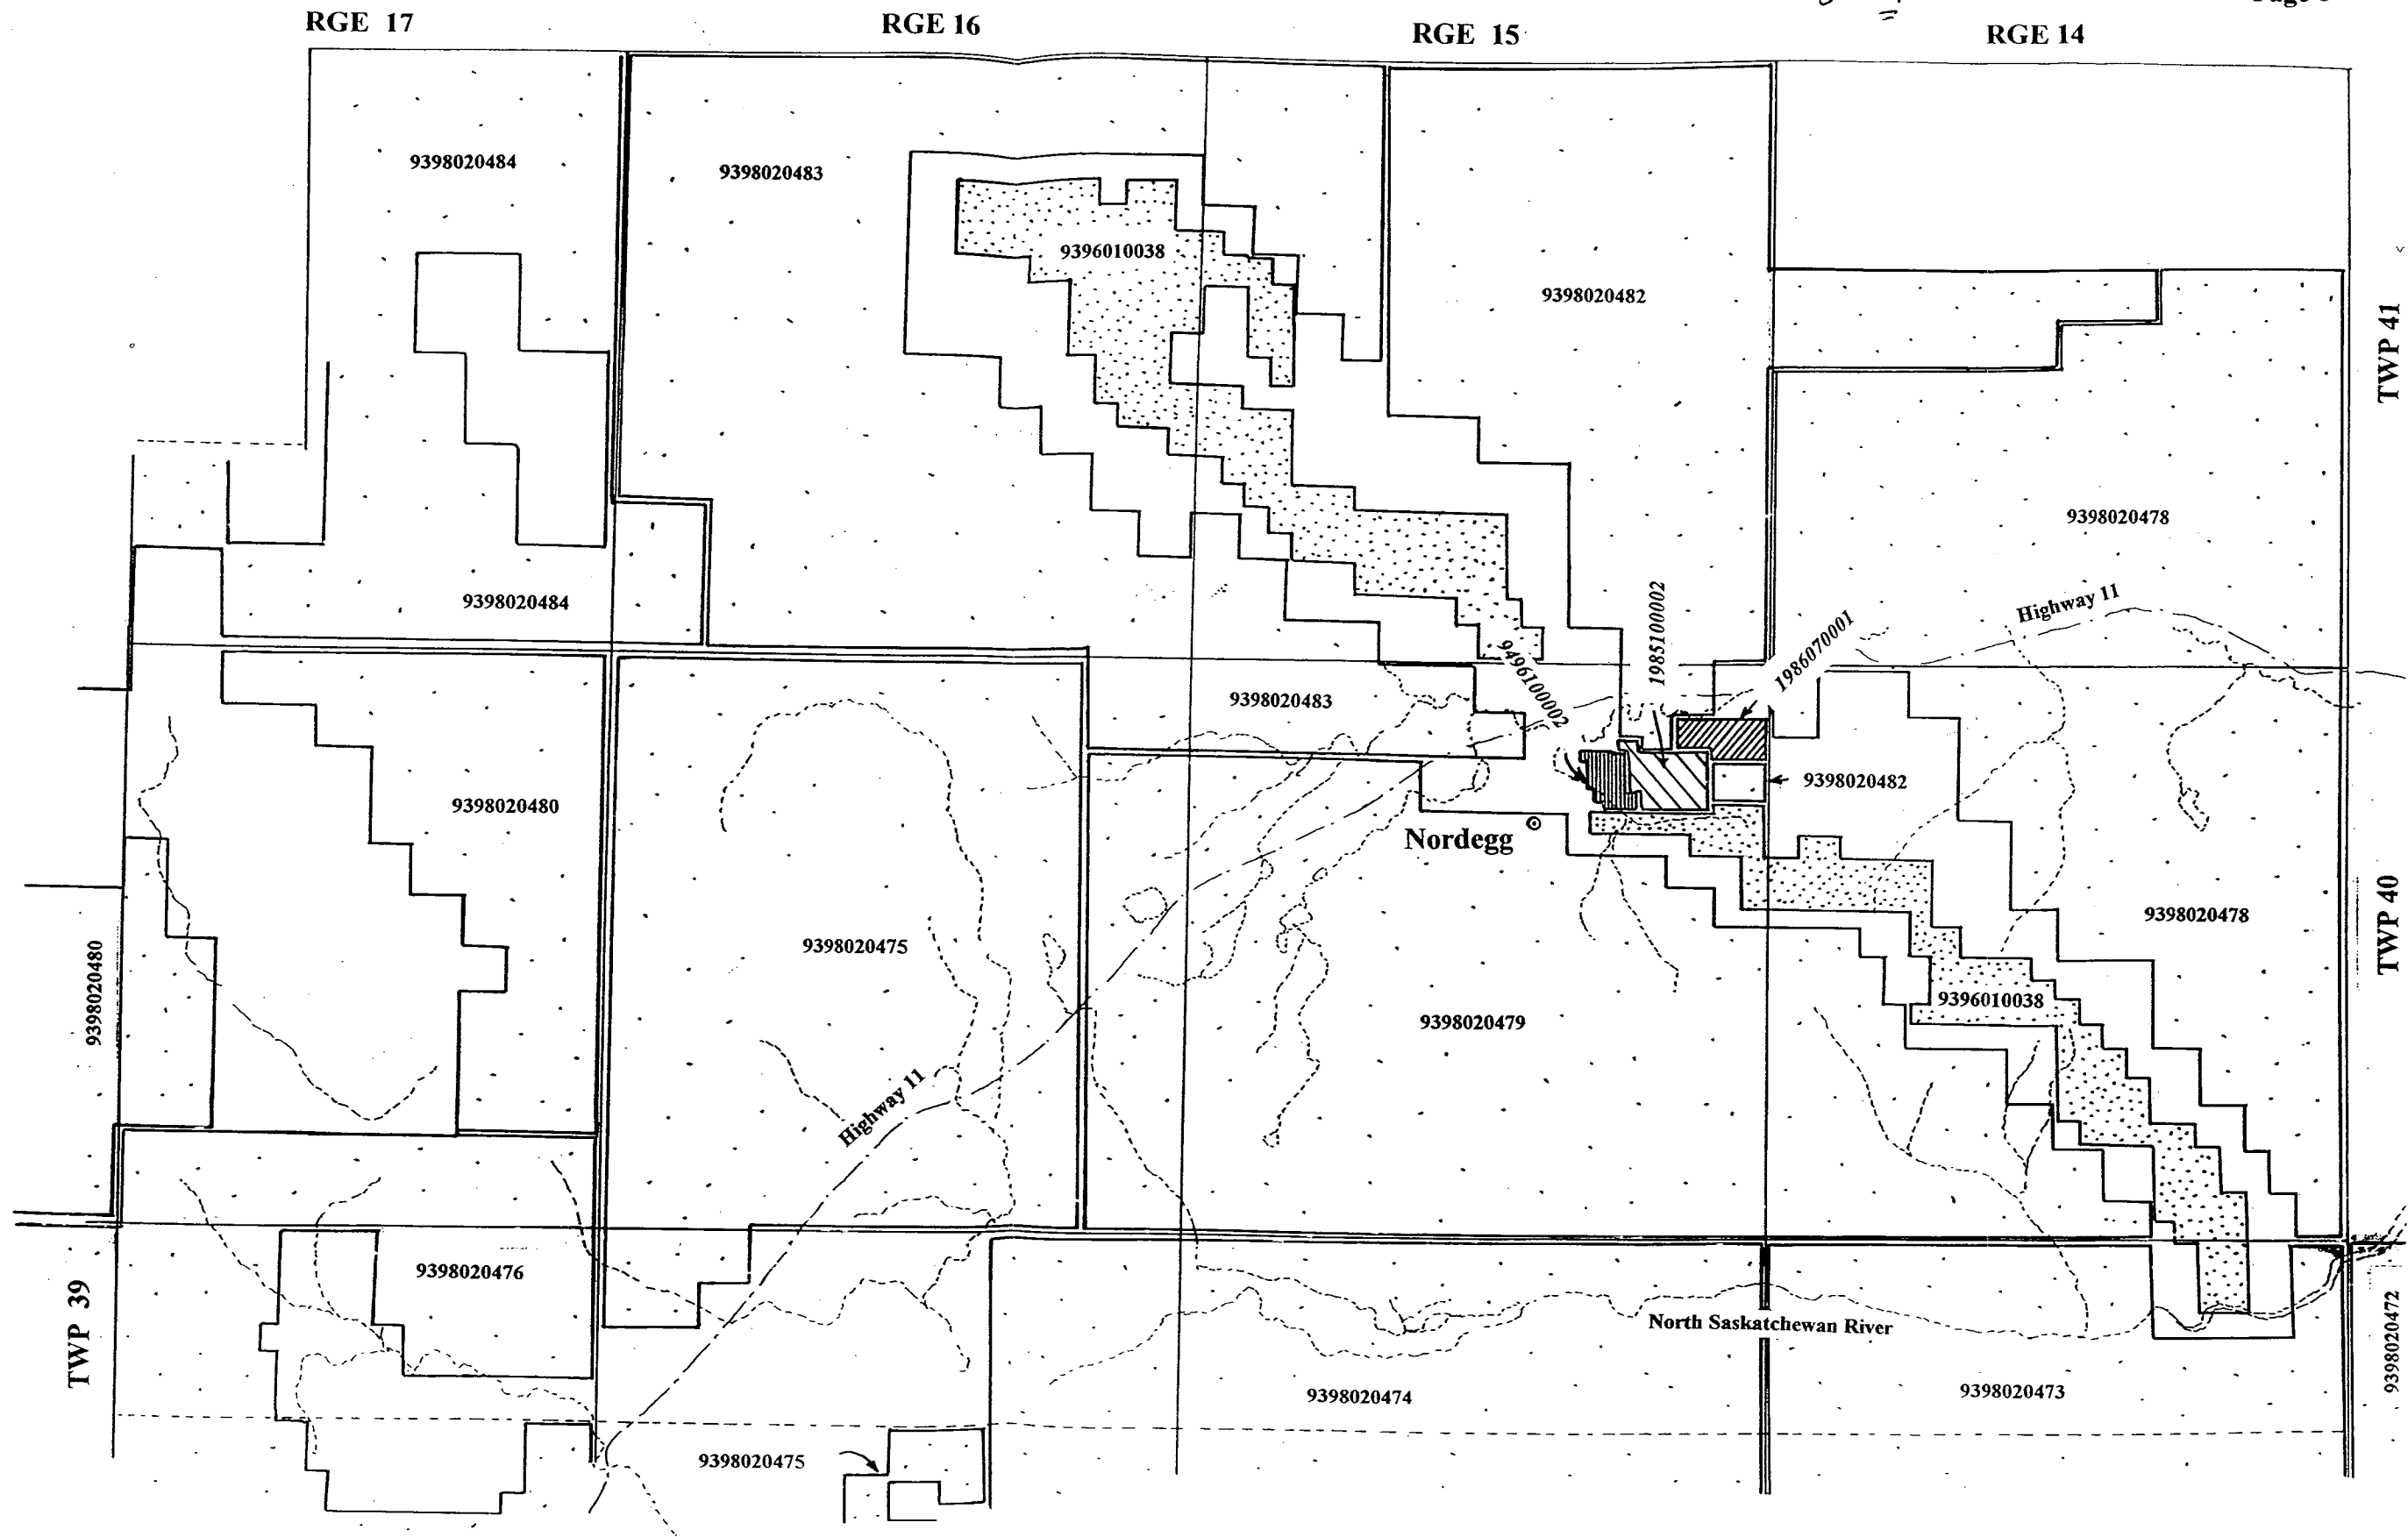 RGE 17
RGE 16
RGE 15
RGE 14
9398020484
9398020483
9396010038
9398020482
TWP 41
9398020478
9398020484
Highway 11
1985100002
1986070001
9496100002
9398020483
9398020482
9398020480
Nordegg
9398020478
TWP 40
9398020475
9398020480
9396010038
9398020479
Highway 11
9398020476
TWP 39
North Saskatchewan River
9398020472
9398020474
9398020473
9398020475